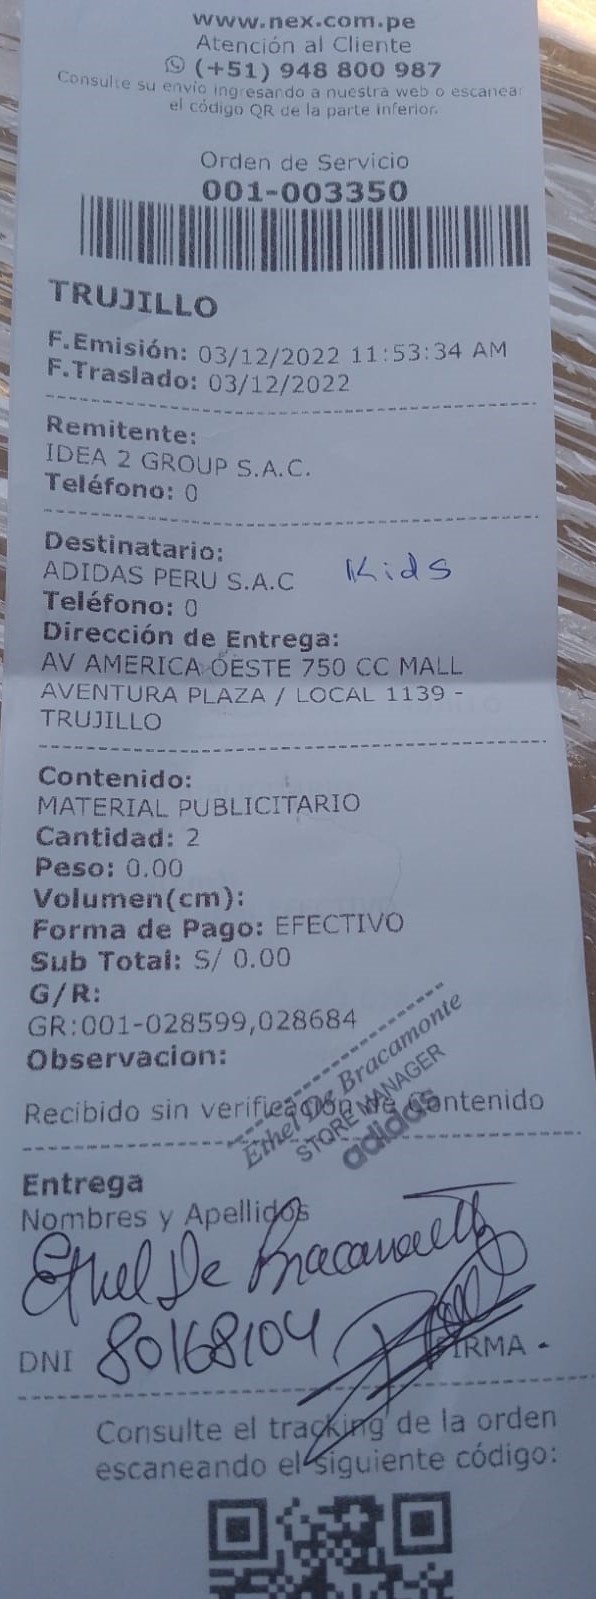 www.nex.com.pe
Atención al Cliente
(+51) 948 800 987
Consulte su envío ingresando a nuestra web o escanear
el código QR de la parte inferior.
Orden de Servicio
001-003350
TRUJILLO
F.Emisión: 03/12/2022 11:53:34 AM
F.Traslado: 03/12/2022
Remitente:
IDEA 2 GROUP S.A.C.
Teléfono: 0
Destinatario:
ADIDAS PERU S.A.C Kids
Teléfono: 0
Dirección de Entrega:
AV AMERICA OESTE 750 CC MALL
AVENTURA PLAZA / LOCAL 1139 -
TRUJILLO
Contenido:
MATERIAL PUBLICITARIO
Cantidad: 2
Peso: 0.00
Volumen(cm):
Forma de Pago: EFECTIVO
Sub Total: S/ 0.00
G/R:
GR:001-028599,028684
Observacion:
Ethel De Bracamonte
STORE MANAGER
adidas
Recibido sin verificación de Contenido
Entrega
Nombres y Apellidos
Ethel De Bracamonte
DNI 80168104 FIRMA -
Consulte el tracking de la orden
escaneando el siguiente código: